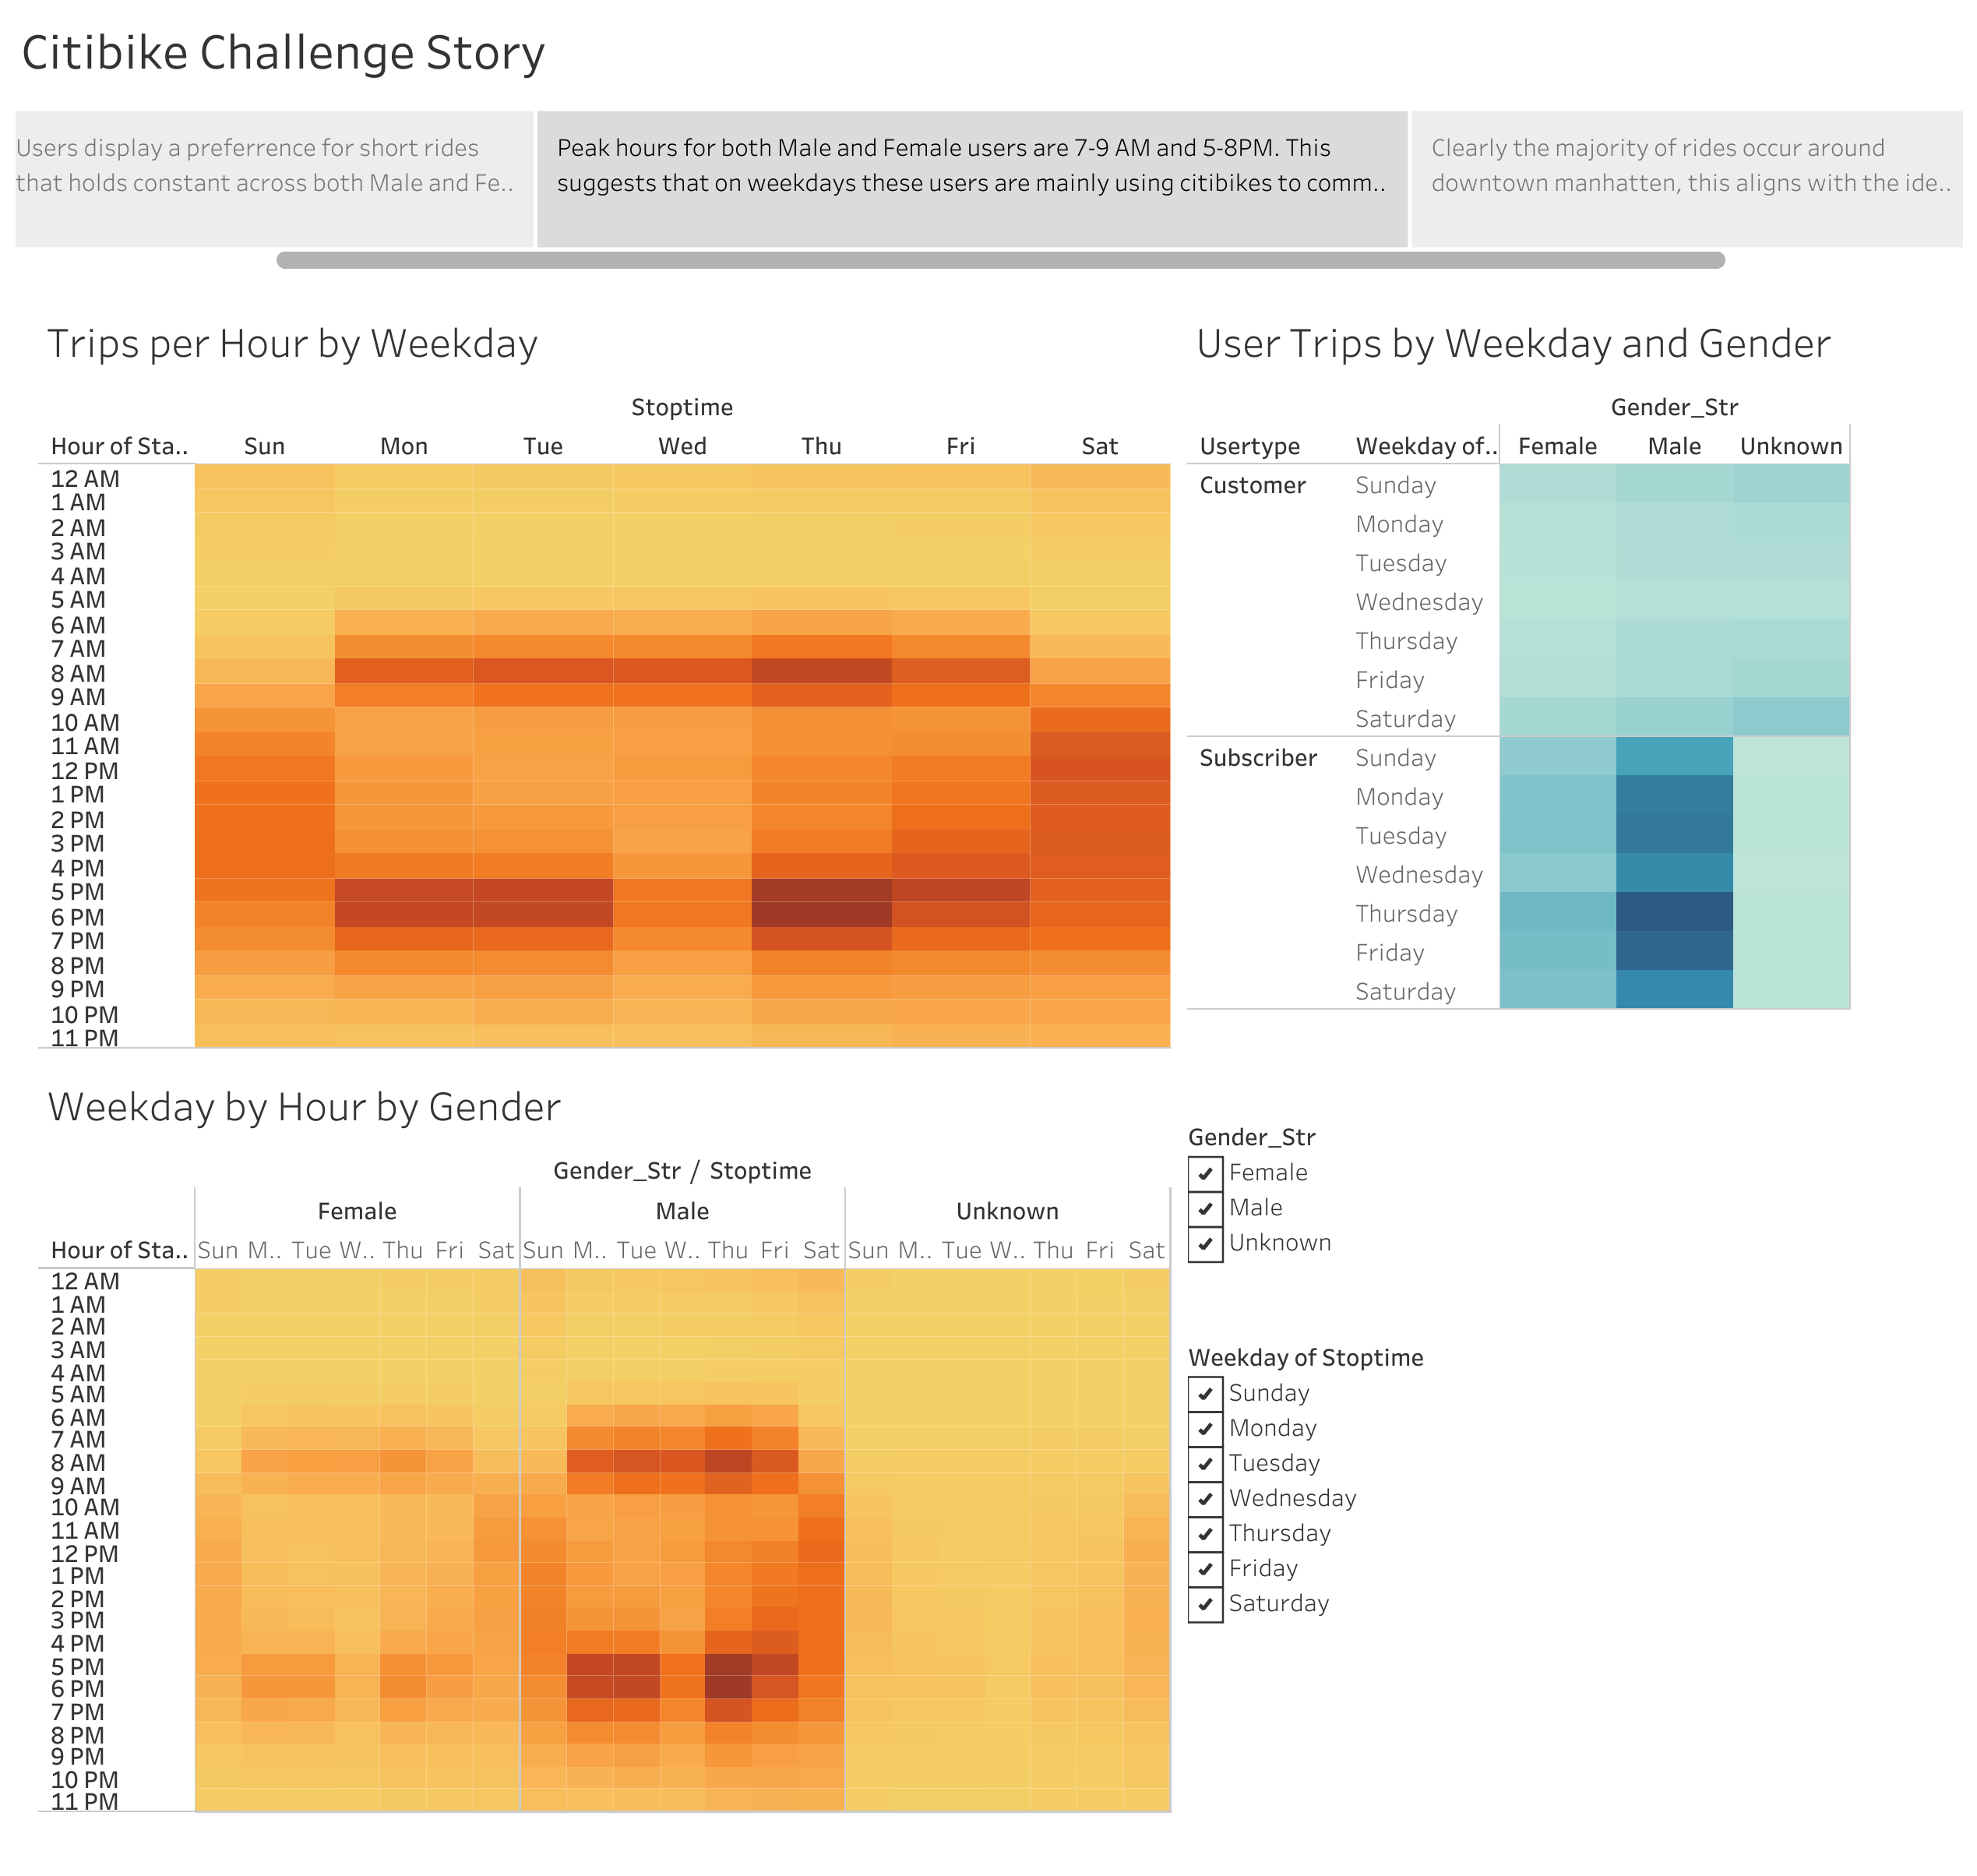 Citibike Challenge Story
Users display a preferrence for short rides
that holds constant across both Male and Fe..
Peak hours for both Male and Female users are 7-9 AM and 5-8PM. This
suggests that on weekdays these users are mainly using citibikes to comm..
Clearly the majority of rides occur around
downtown manhatten, this aligns with the ide..
Trips per Hour by Weekday
Stoptime
Hour of Sta.. Sun Mon Tue Wed Thu Fri Sat
12 AM
1 AM
2 AM
3 AM
4 AM
5 AM
6 AM
7 AM
8 AM
9 AM
10 AM
11 AM
12 PM
1 PM
2 PM
3 PM
4 PM
5 PM
6 PM
7 PM
8 PM
9 PM
10 PM
11 PM
User Trips by Weekday and Gender
Gender_Str
Usertype Weekday of.. Female Male Unknown
Customer Sunday
Monday
Tuesday
Wednesday
Thursday
Friday
Saturday
Subscriber Sunday
Monday
Tuesday
Wednesday
Thursday
Friday
Saturday
Weekday by Hour by Gender
Gender_Str / Stoptime
Female Male Unknown
Hour of Sta.. Sun M.. Tue W.. Thu Fri Sat Sun M.. Tue W.. Thu Fri Sat Sun M.. Tue W.. Thu Fri Sat
12 AM
1 AM
2 AM
3 AM
4 AM
5 AM
6 AM
7 AM
8 AM
9 AM
10 AM
11 AM
12 PM
1 PM
2 PM
3 PM
4 PM
5 PM
6 PM
7 PM
8 PM
9 PM
10 PM
11 PM
Gender_Str
Female
Male
Unknown
Weekday of Stoptime
Sunday
Monday
Tuesday
Wednesday
Thursday
Friday
Saturday